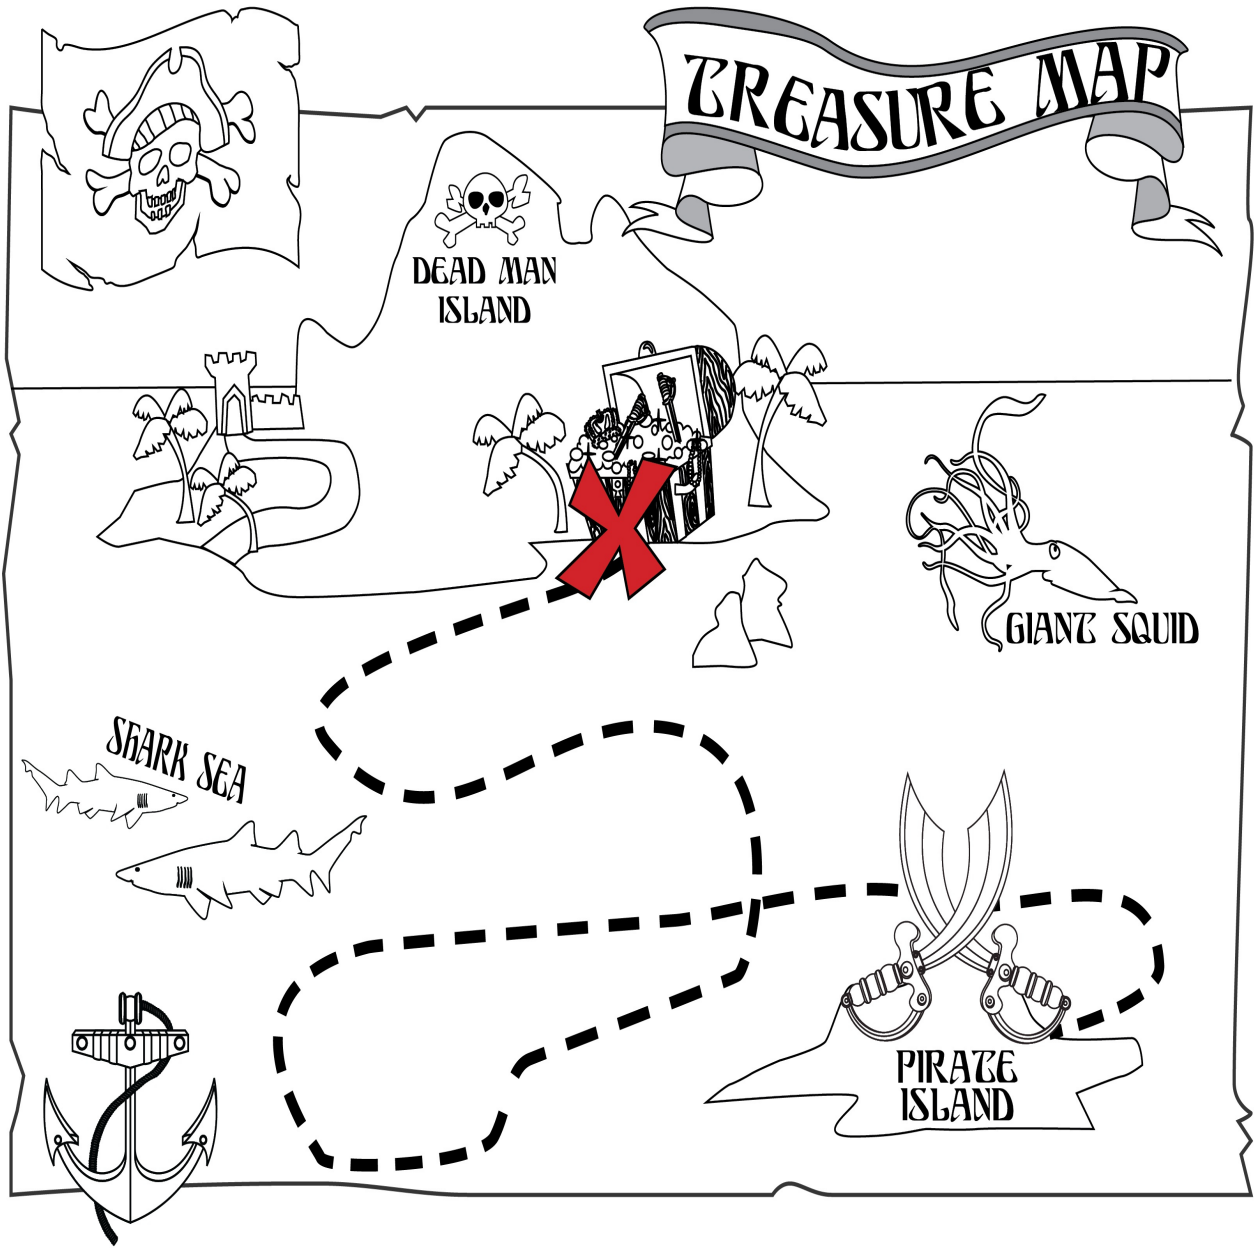 TREASURE MAP
DEAD MAN
ISLAND
GIANT SQUID
SHARK SEA
PIRATE
ISLAND